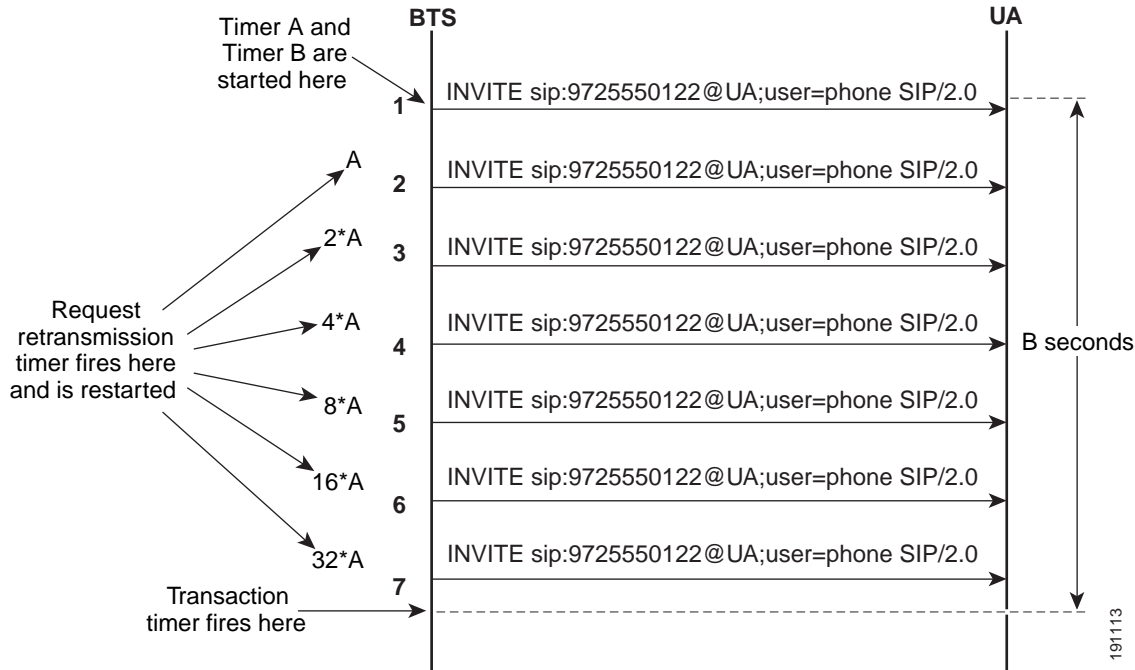 BTS
UA
Timer A and
Timer B are
started here
1
INVITE sip:9725550122@UA;user=phone SIP/2.0
A
2
INVITE sip:9725550122@UA;user=phone SIP/2.0
2*A
3
INVITE sip:9725550122@UA;user=phone SIP/2.0
Request
retransmission
timer fires here
and is restarted
4*A
4
INVITE sip:9725550122@UA;user=phone SIP/2.0
B seconds
8*A
5
INVITE sip:9725550122@UA;user=phone SIP/2.0
16*A
6
INVITE sip:9725550122@UA;user=phone SIP/2.0
32*A
7
INVITE sip:9725550122@UA;user=phone SIP/2.0
Transaction
timer fires here
191113